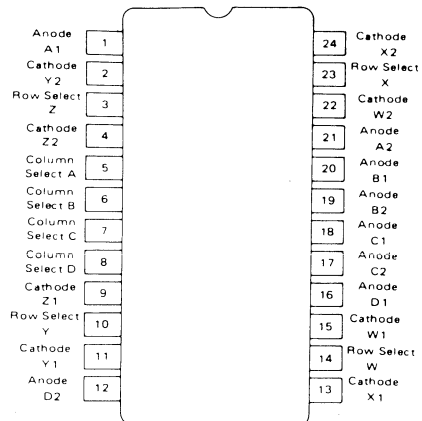 Anode
A1
1
Cathode
Y2
2
Row Select
Z
3
Cathode
Z2
4
Column
Select A
5
Column
Select B
6
Column
Select C
7
Column
Select D
8
Cathode
Z1
9
Row Select
Y
10
Cathode
Y1
11
Anode
D2
12
24
Cathode
X2
23
Row Select
X
22
Cathode
W2
21
Anode
A2
20
Anode
B1
19
Anode
B2
18
Anode
C1
17
Anode
C2
16
Anode
D1
15
Cathode
W1
14
Row Select
W
13
Cathode
X1